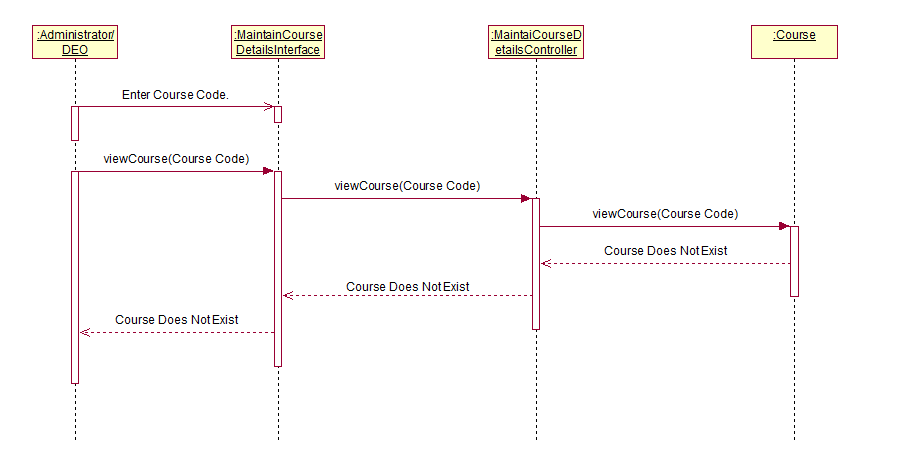 :Administrator/
DEO
:MaintainCourse
DetailsInterface
:MaintaiCourseD
etailsController
:Course
Enter Course Code.
viewCourse(Course Code)
viewCourse(Course Code)
viewCourse(Course Code)
Course Does Not Exist
Course Does Not Exist
Course Does Not Exist